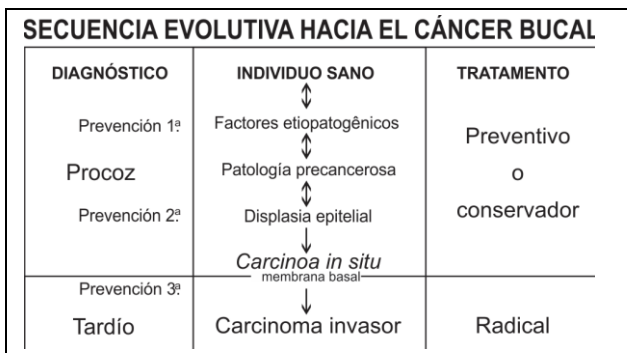 SECUENCIA EVOLUTIVA HACIA EL CÁNCER BUCAL
DIAGNÓSTICO INDIVIDUO SANO TRATAMENTO
Prevención 1ª. Factores etiopatogênicos
Preventivo
Procoz Patología precancerosa o
Prevención 2ª. Displasia epitelial conservador
Carcinoa in situ
membrana basal
Prevención 3ª.
Tardío Carcinoma invasor Radical